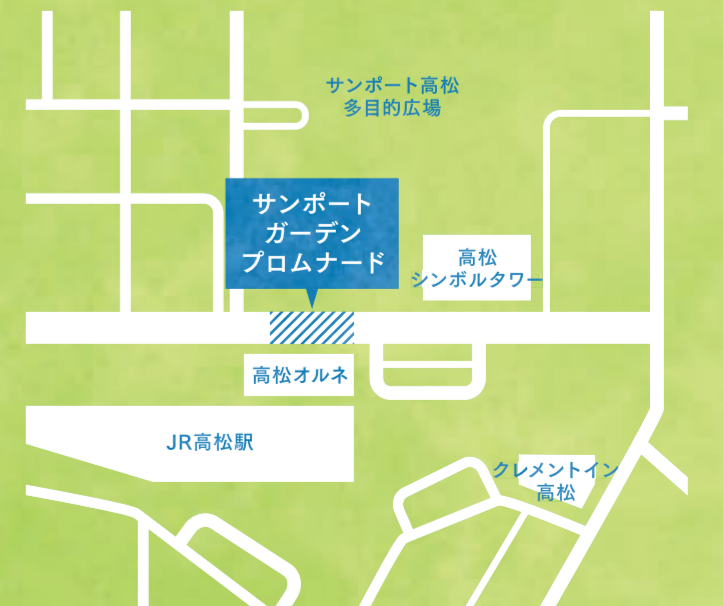 サンポート高松
多目的広場
サンポート
ガーデン
プロムナード
高松
シンボルタワー
高松オルネ
JR高松駅
クレメントイン
高松